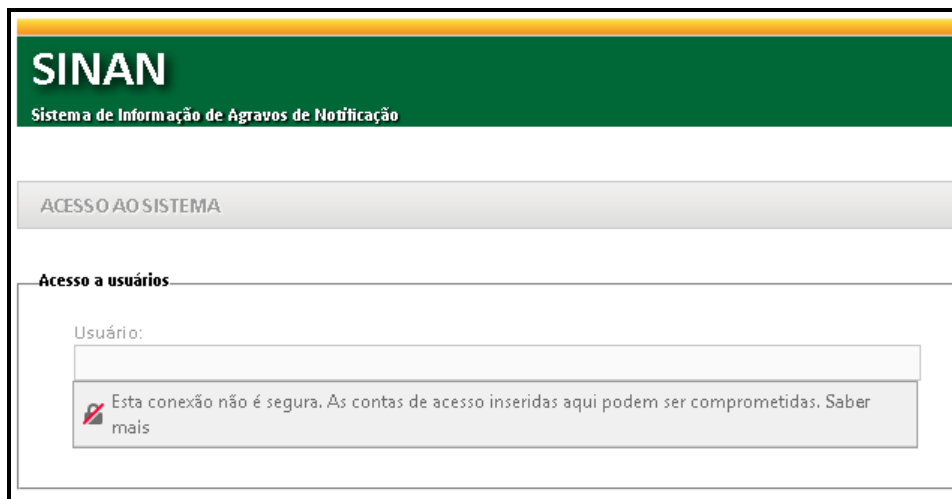 SINAN
Sistema de Informação de Agravos de Notificação
ACESSO AO SISTEMA
Acesso a usuários
Usuário:
Esta conexão não é segura. As contas de acesso inseridas aqui podem ser comprometidas. Saber
mais